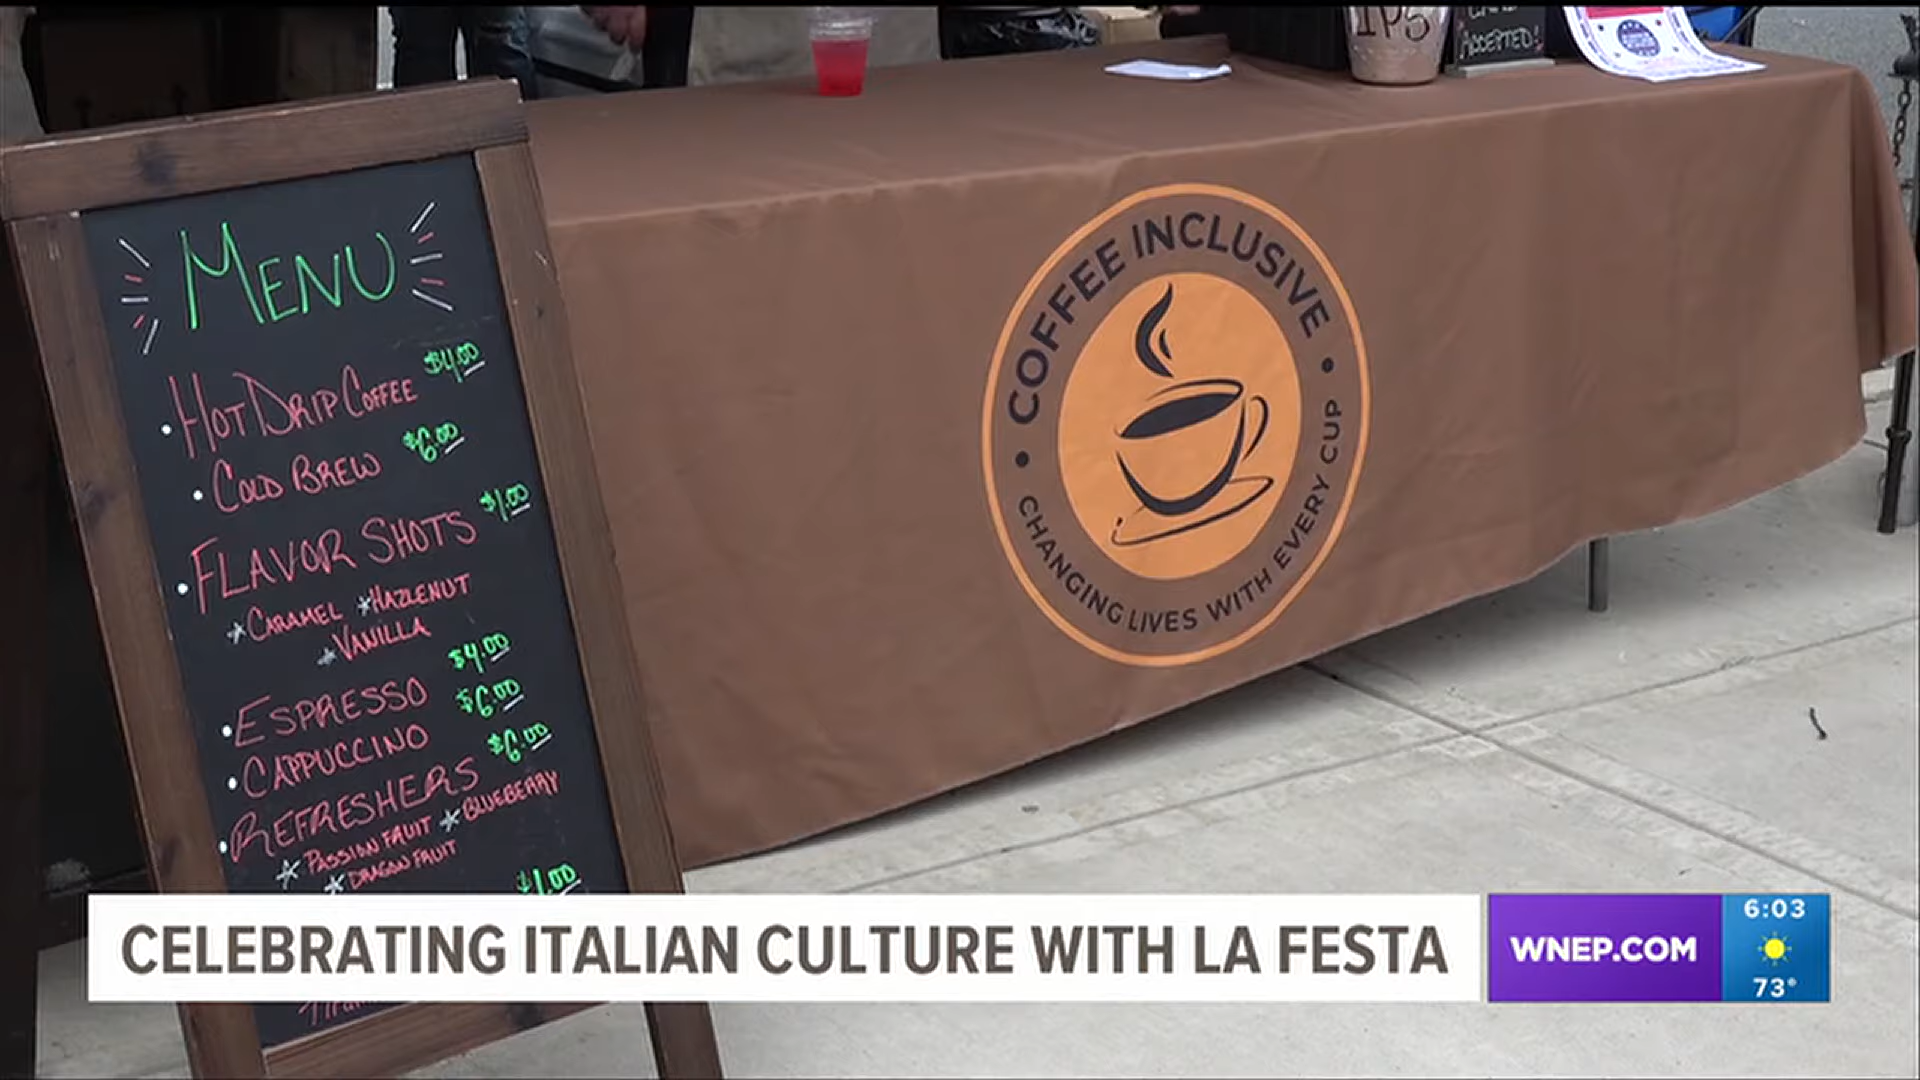 TIPS
ACCEPTED!
MENU
HOT DRIP COFFEE $4.00
COLD BREW $6.00
FLAVOR SHOTS $1.00
CARAMEL HAZLENUT
VANILLA
ESPRESSO $4.00
CAPPUCCINO $6.00
REFRESHERS $6.00
PASSION FRUIT BLUEBERRY
DRAGON FRUIT
$1.00
COFFEE INCLUSIVE
CHANGING LIVES WITH EVERY CUP
CELEBRATING ITALIAN CULTURE WITH LA FESTA
WNEP.COM
6:03
73°